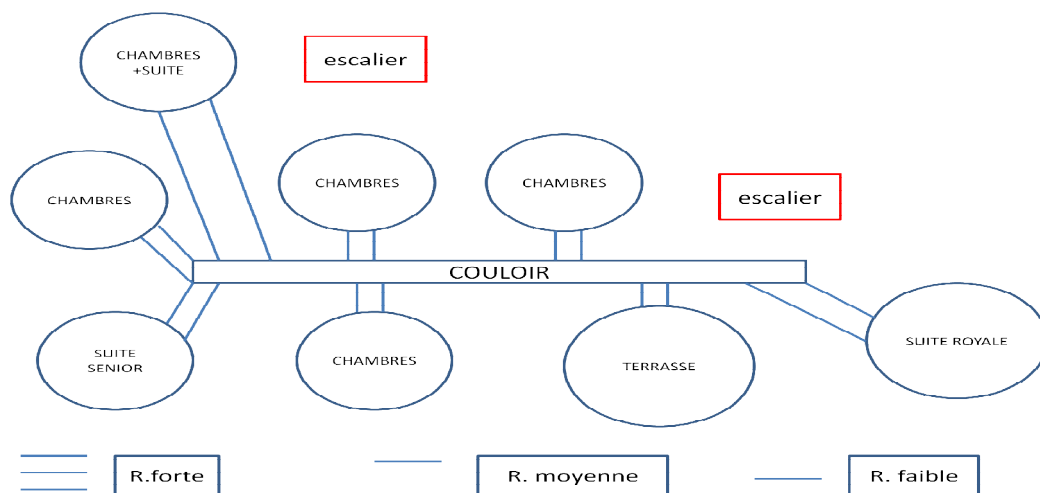 CHAMBRES
+SUITE
escalier
CHAMBRES
CHAMBRES
CHAMBRES
escalier
COULOIR
SUITE
SENIOR
CHAMBRES
TERRASSE
SUITE ROYALE
R.forte
R. moyenne
R. faible